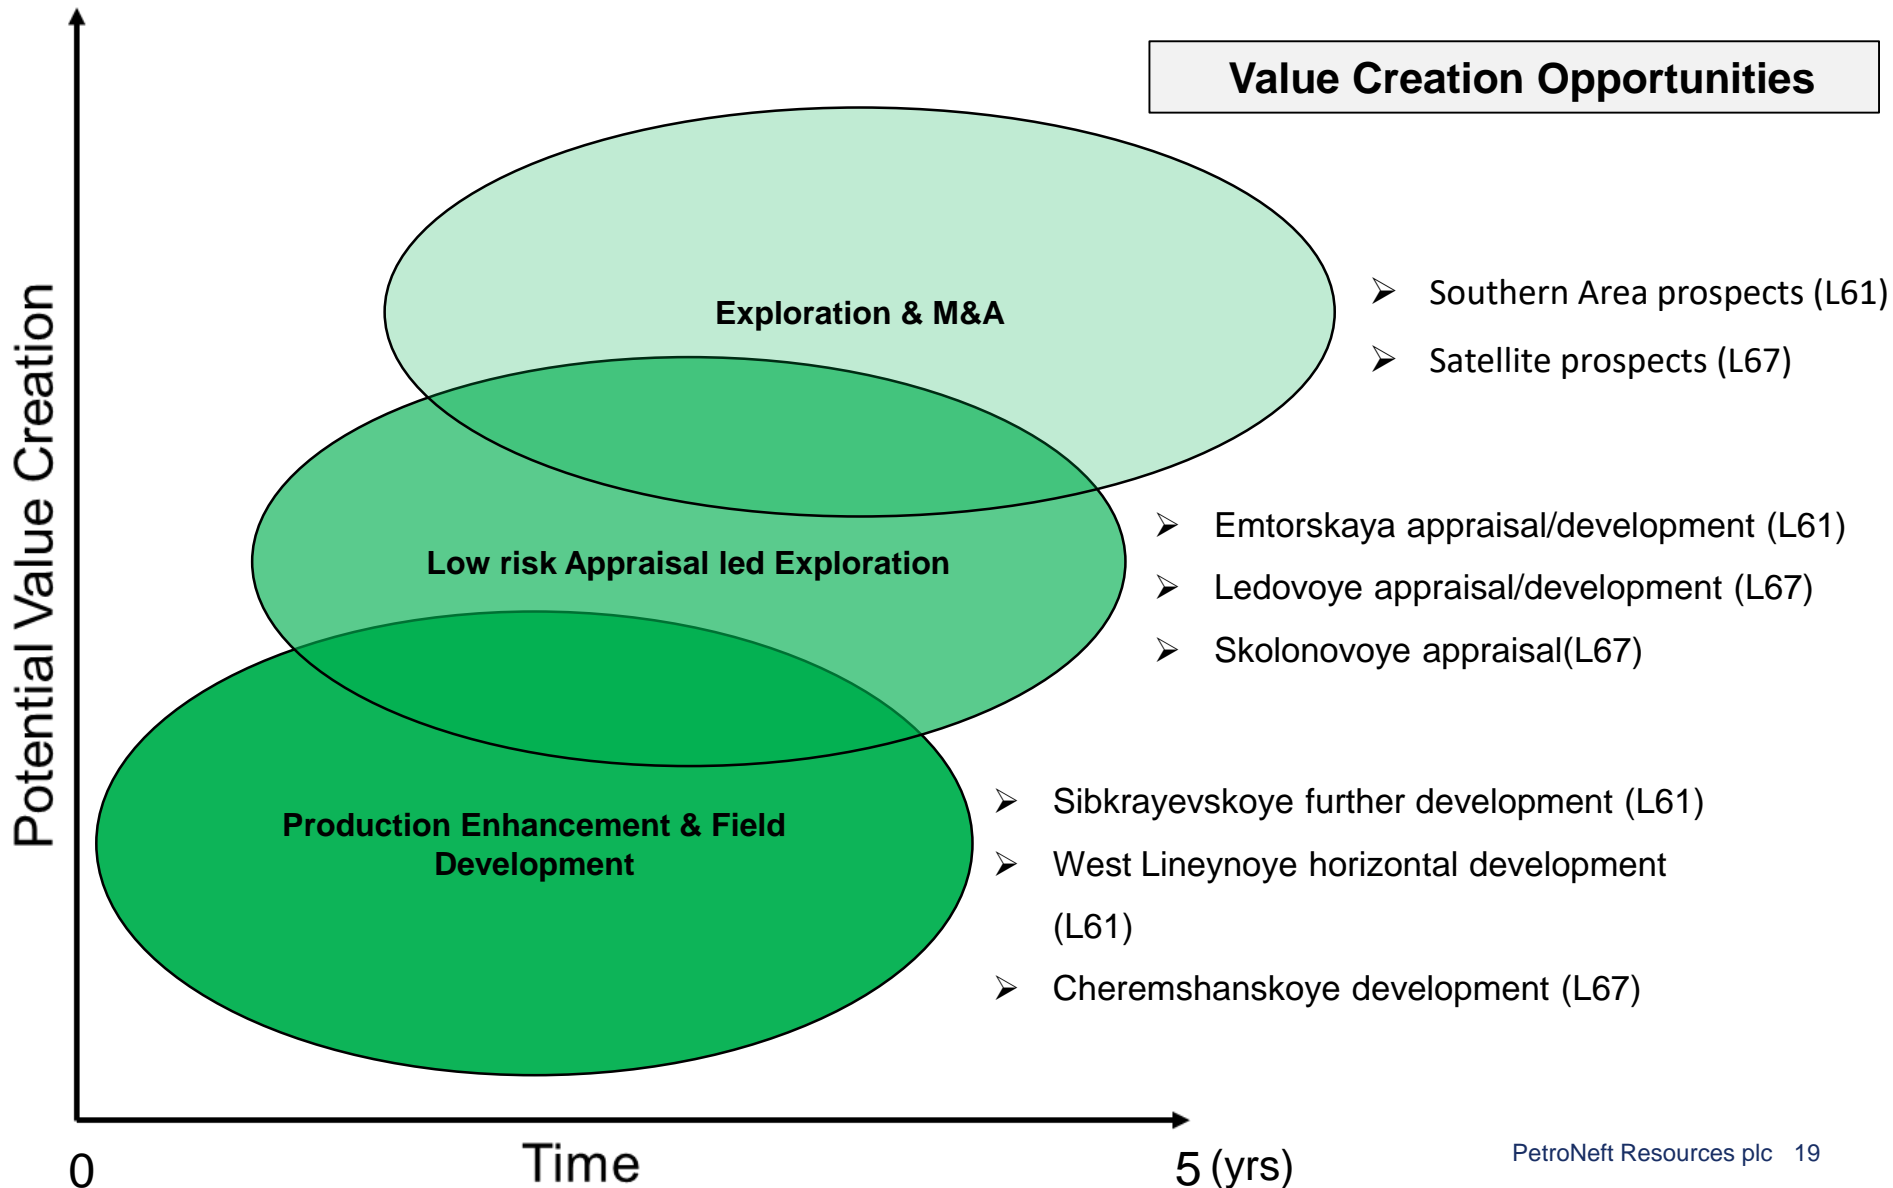 Value Creation Opportunities
Potential Value Creation
Exploration & M&A
➢ Southern Area prospects (L61)
➢ Satellite prospects (L67)
Low risk Appraisal led Exploration
➢ Emtorskaya appraisal/development (L61)
➢ Ledovoye appraisal/development (L67)
➢ Skolonovoye appraisal(L67)
Production Enhancement & Field
Development
➢ Sibkrayevskoye further development (L61)
➢ West Lineynoye horizontal development
(L61)
➢ Cheremshanskoye development (L67)
0
Time
5 (yrs)
PetroNeft Resources plc 19